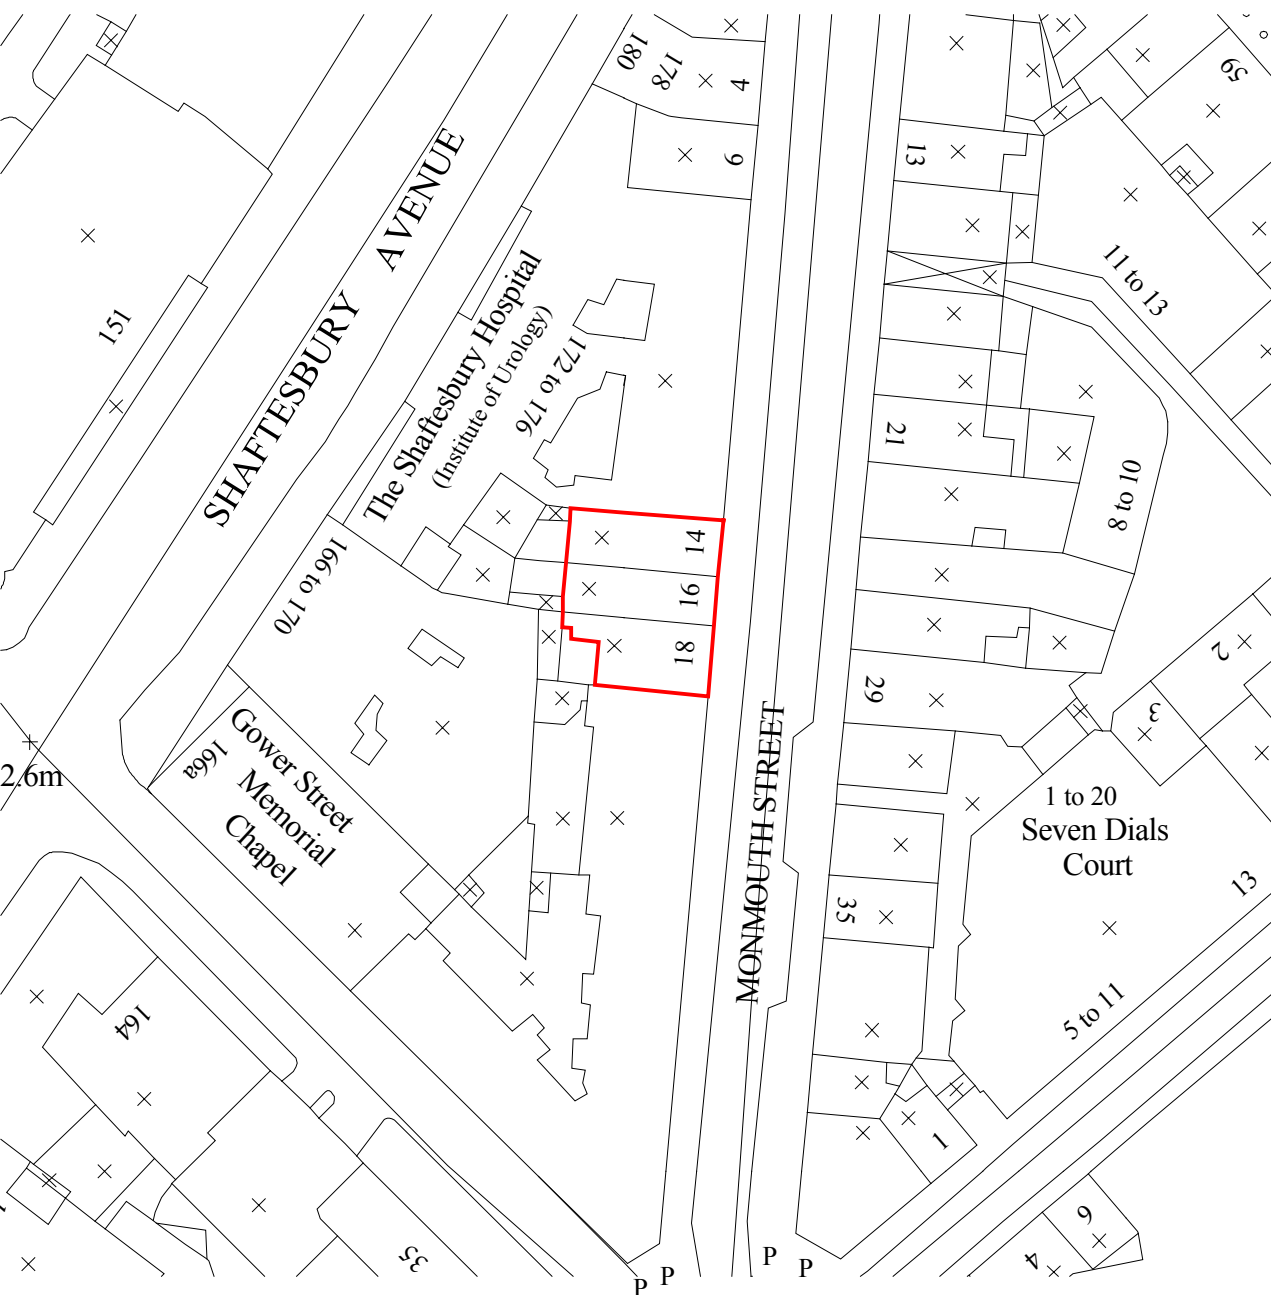 180
178
4
6
13
59
SHAFTESBURY AVENUE
151
The Shaftesbury Hospital
(Institute of Urology)
172 to 176
11 to 13
21
8 to 10
14
16
18
166 to 170
29
2
3
166a
Gower Street
Memorial
Chapel
2.6m
MONMOUTH STREET
1 to 20
Seven Dials
Court
13
35
5 to 11
164
1
35
6
4
P
P
P
P